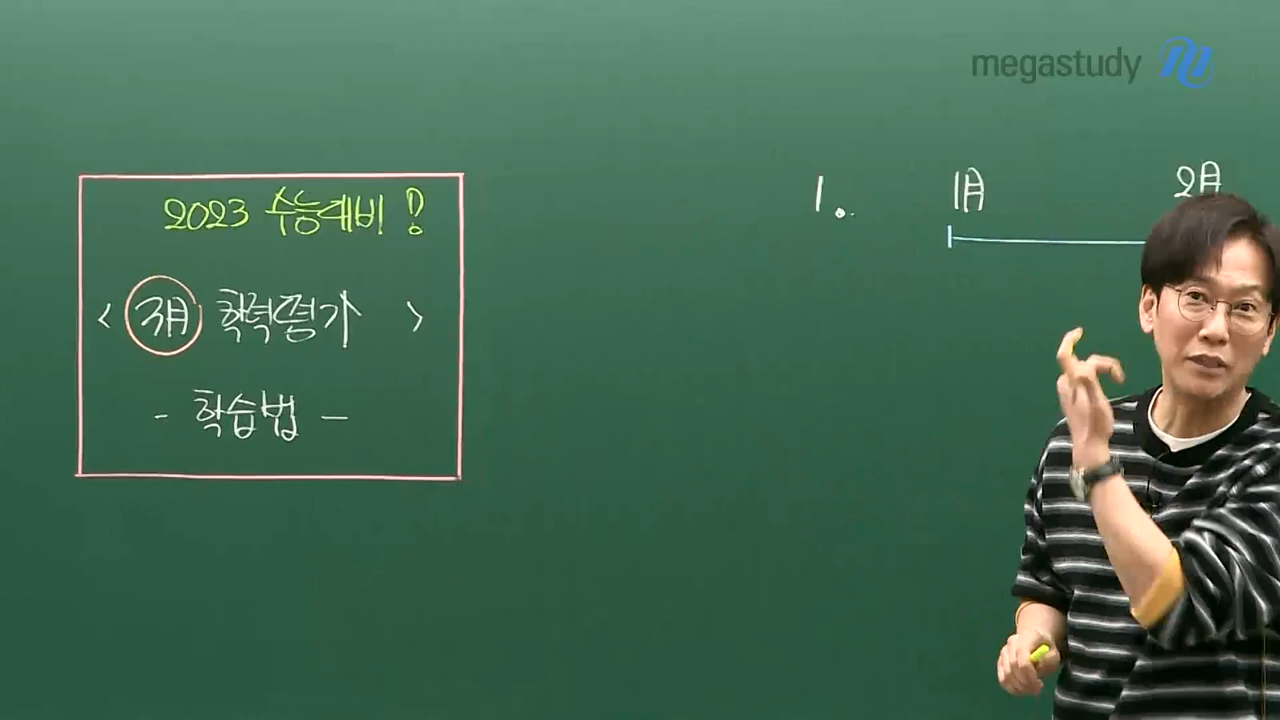 megastudy
2023 수능대비 !
< 3月 학력평가 >
- 학습법 -
1. 1月 2月